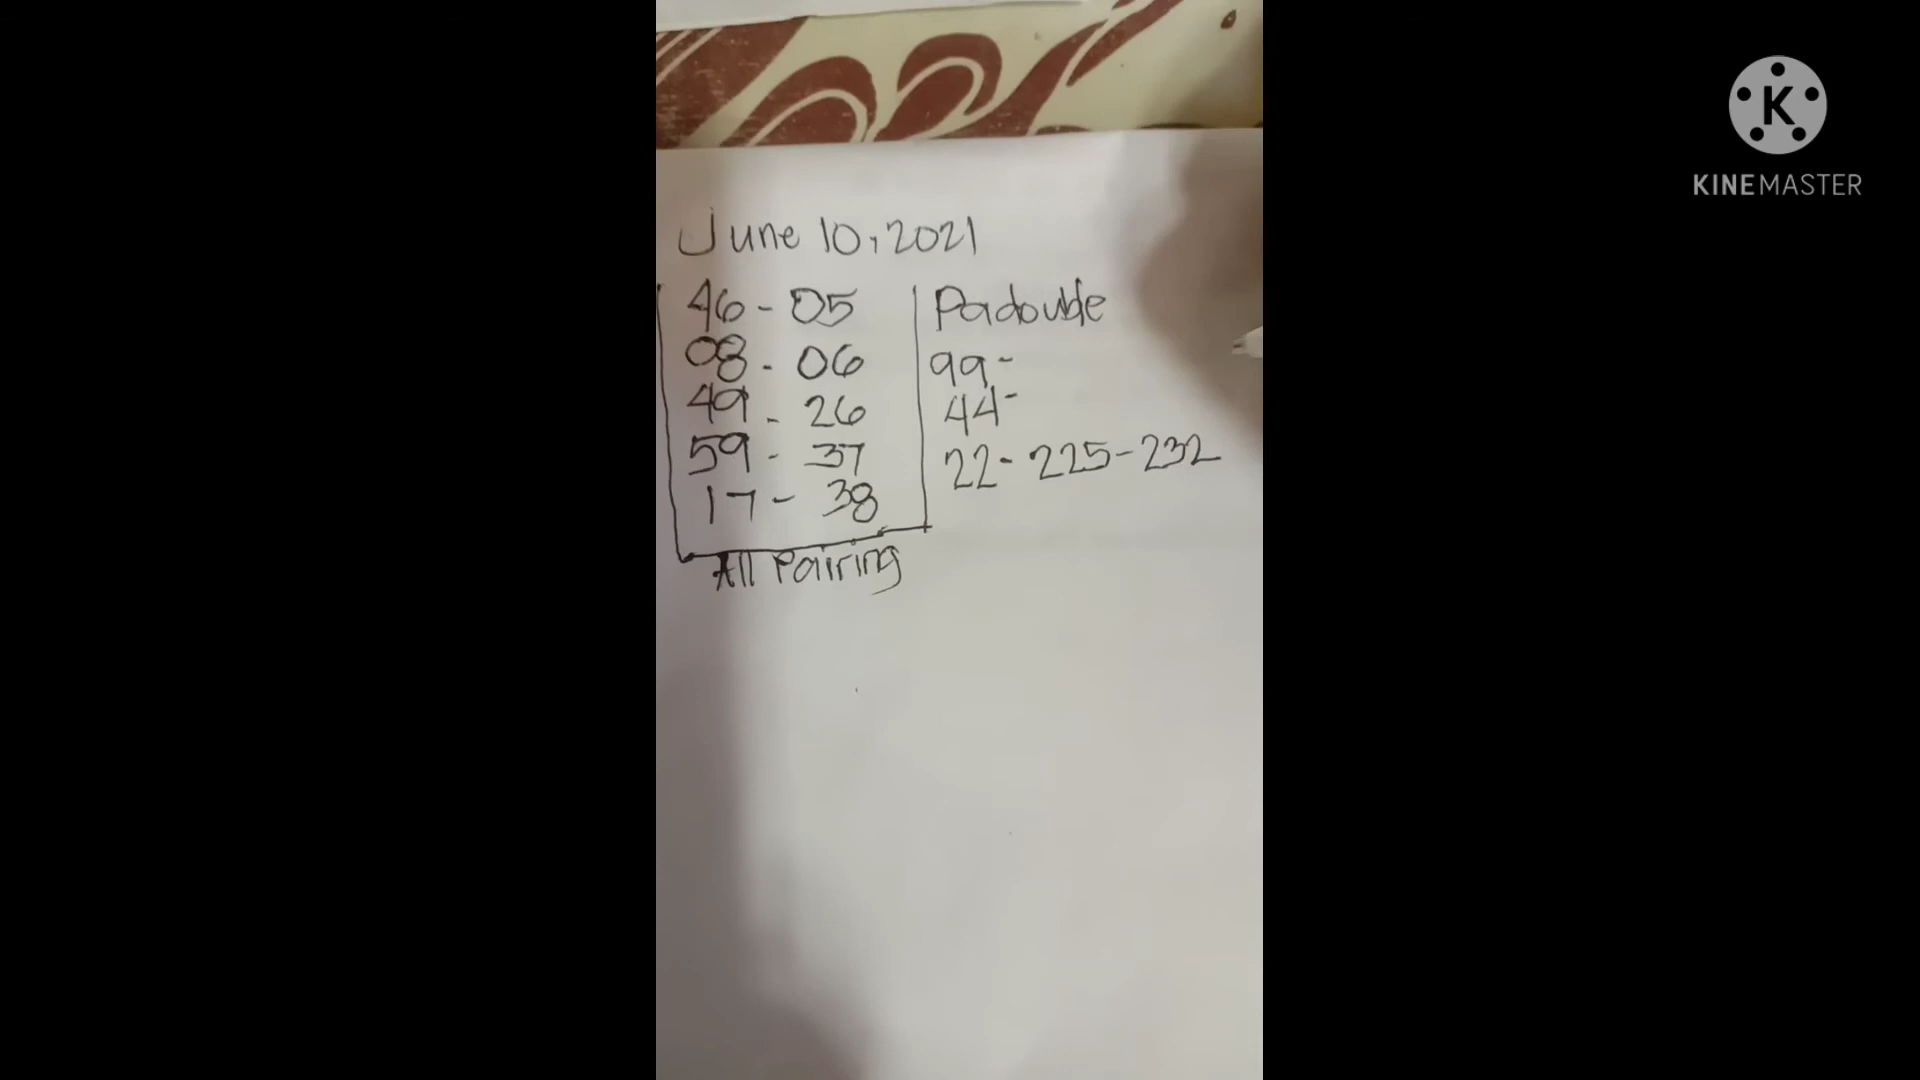 June 10, 2021
46 - 05
08 - 06
49 - 26
59 - 37
17 - 38
All Pairing
Padouble
99 -
44 -
22 - 225 - 232
K
KINEMASTER